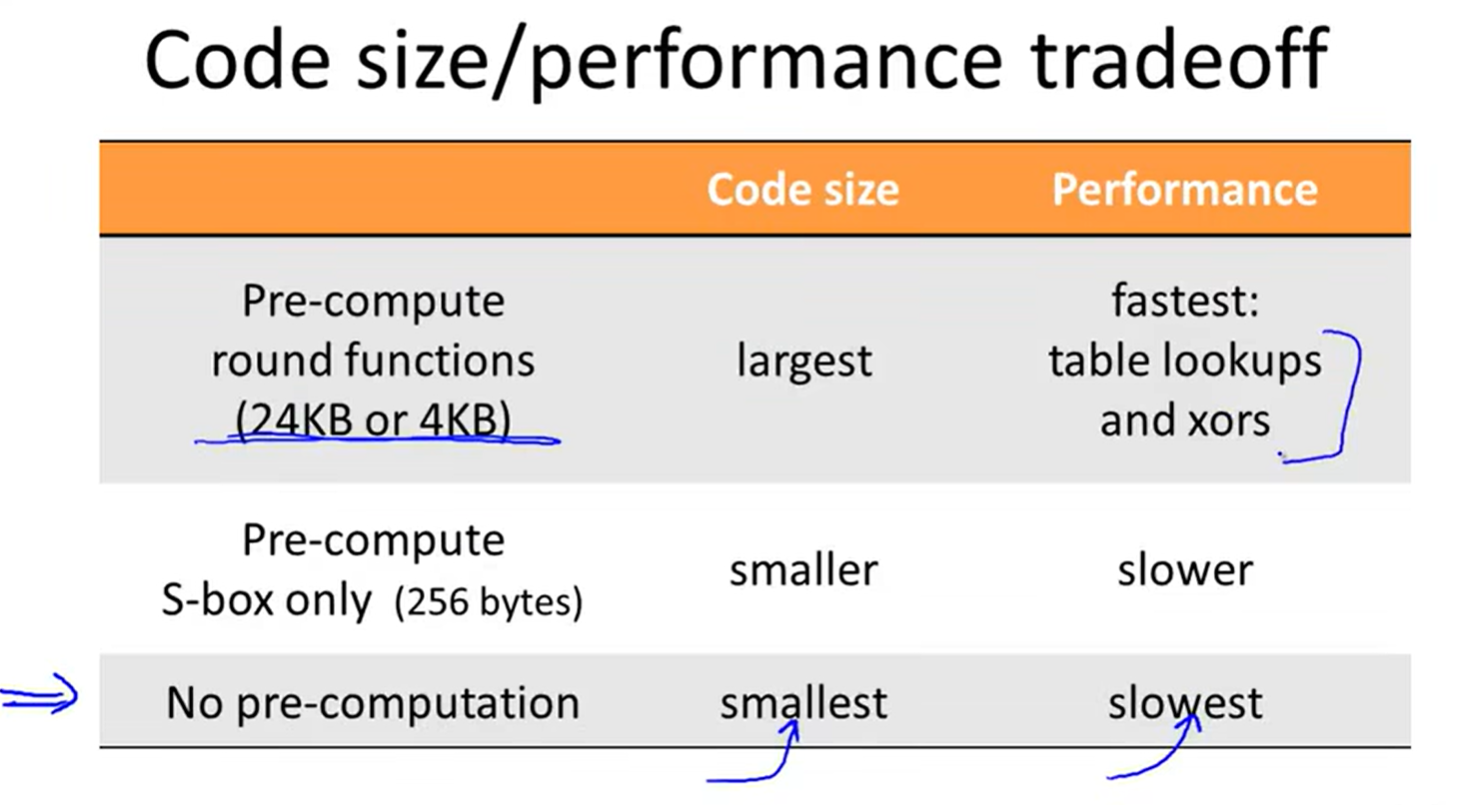 Code size/performance tradeoff
Code size Performance
Pre-compute
round functions
(24KB or 4KB)
largest
fastest:
table lookups
and xors
Pre-compute
S-box only (256 bytes)
smaller
slower
No pre-computation
smallest
slowest